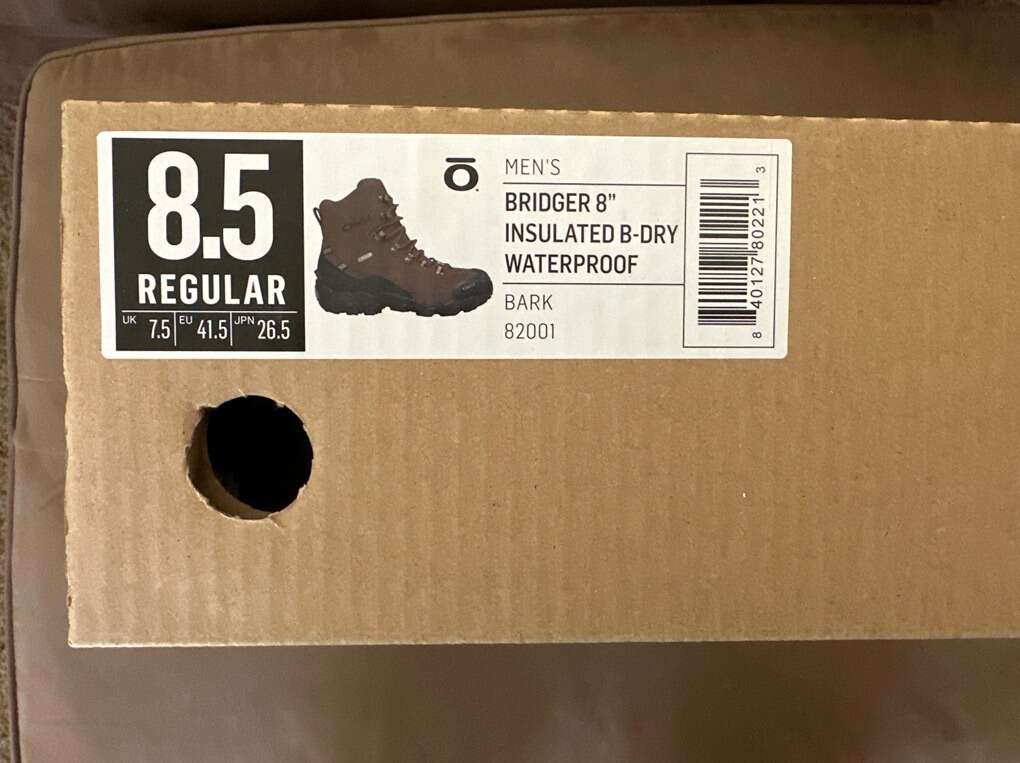 8.5
REGULAR
UK 7.5 EU 41.5 JPN 26.5
ō
MEN'S
BRIDGER 8”
INSULATED B-DRY
WATERPROOF
BARK
82001
8 40127 80221 3